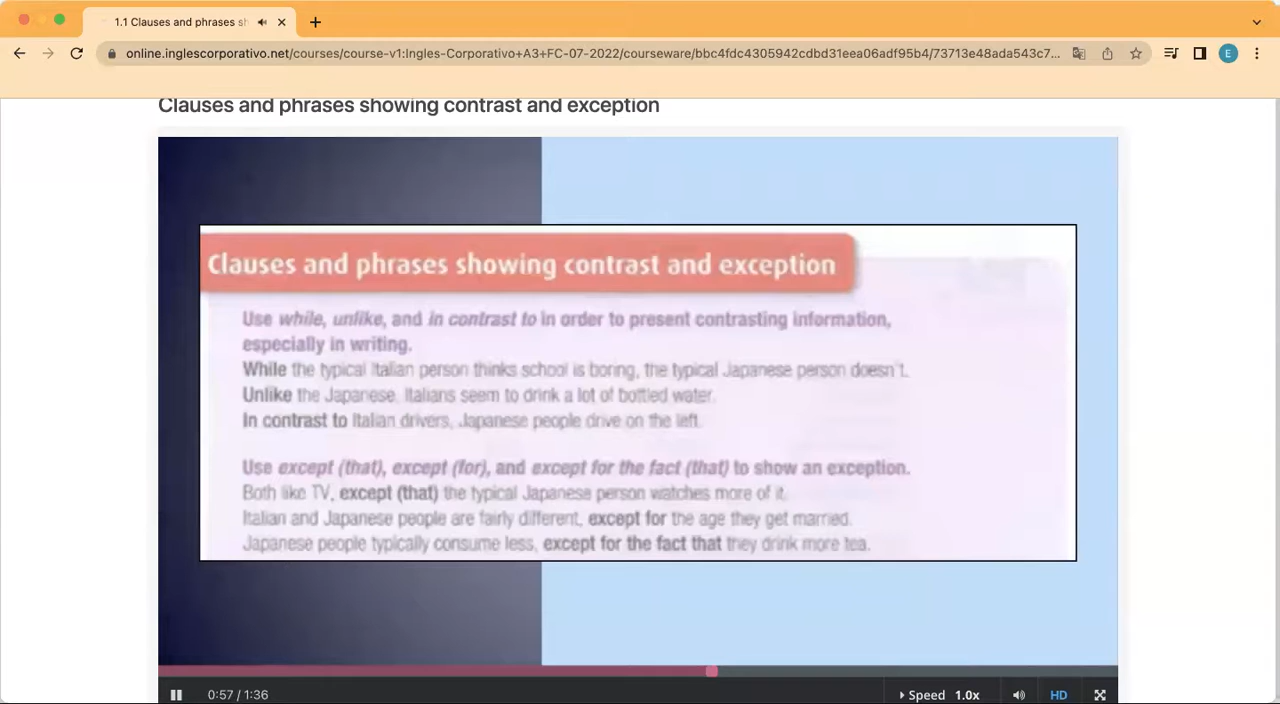 1.1 Clauses and phrases sh
online.inglescorporativo.net/courses/course-v1:Ingles-Corporativo+A3+FC-07-2022/courseware/bbc4fdc4305942cdbd31eea06adf95b4/73713e48ada543c7...
E
Clauses and phrases showing contrast and exception
Clauses and phrases showing contrast and exception
Use while, unlike, and in contrast to in order to present contrasting information,
especially in writing.
While the typical Italian person thinks school is boring, the typical Japanese person doesn't.
Unlike the Japanese, Italians seem to drink a lot of bottled water.
In contrast to Italian drivers, Japanese people drive on the left.
Use except (that), except (for), and except for the fact (that) to show an exception.
Both like TV, except (that) the typical Japanese person watches more of it.
Italian and Japanese people are fairly different, except for the age they get married.
Japanese people typically consume less, except for the fact that they drink more tea.
0:57 / 1:36 Speed 1.0x HD